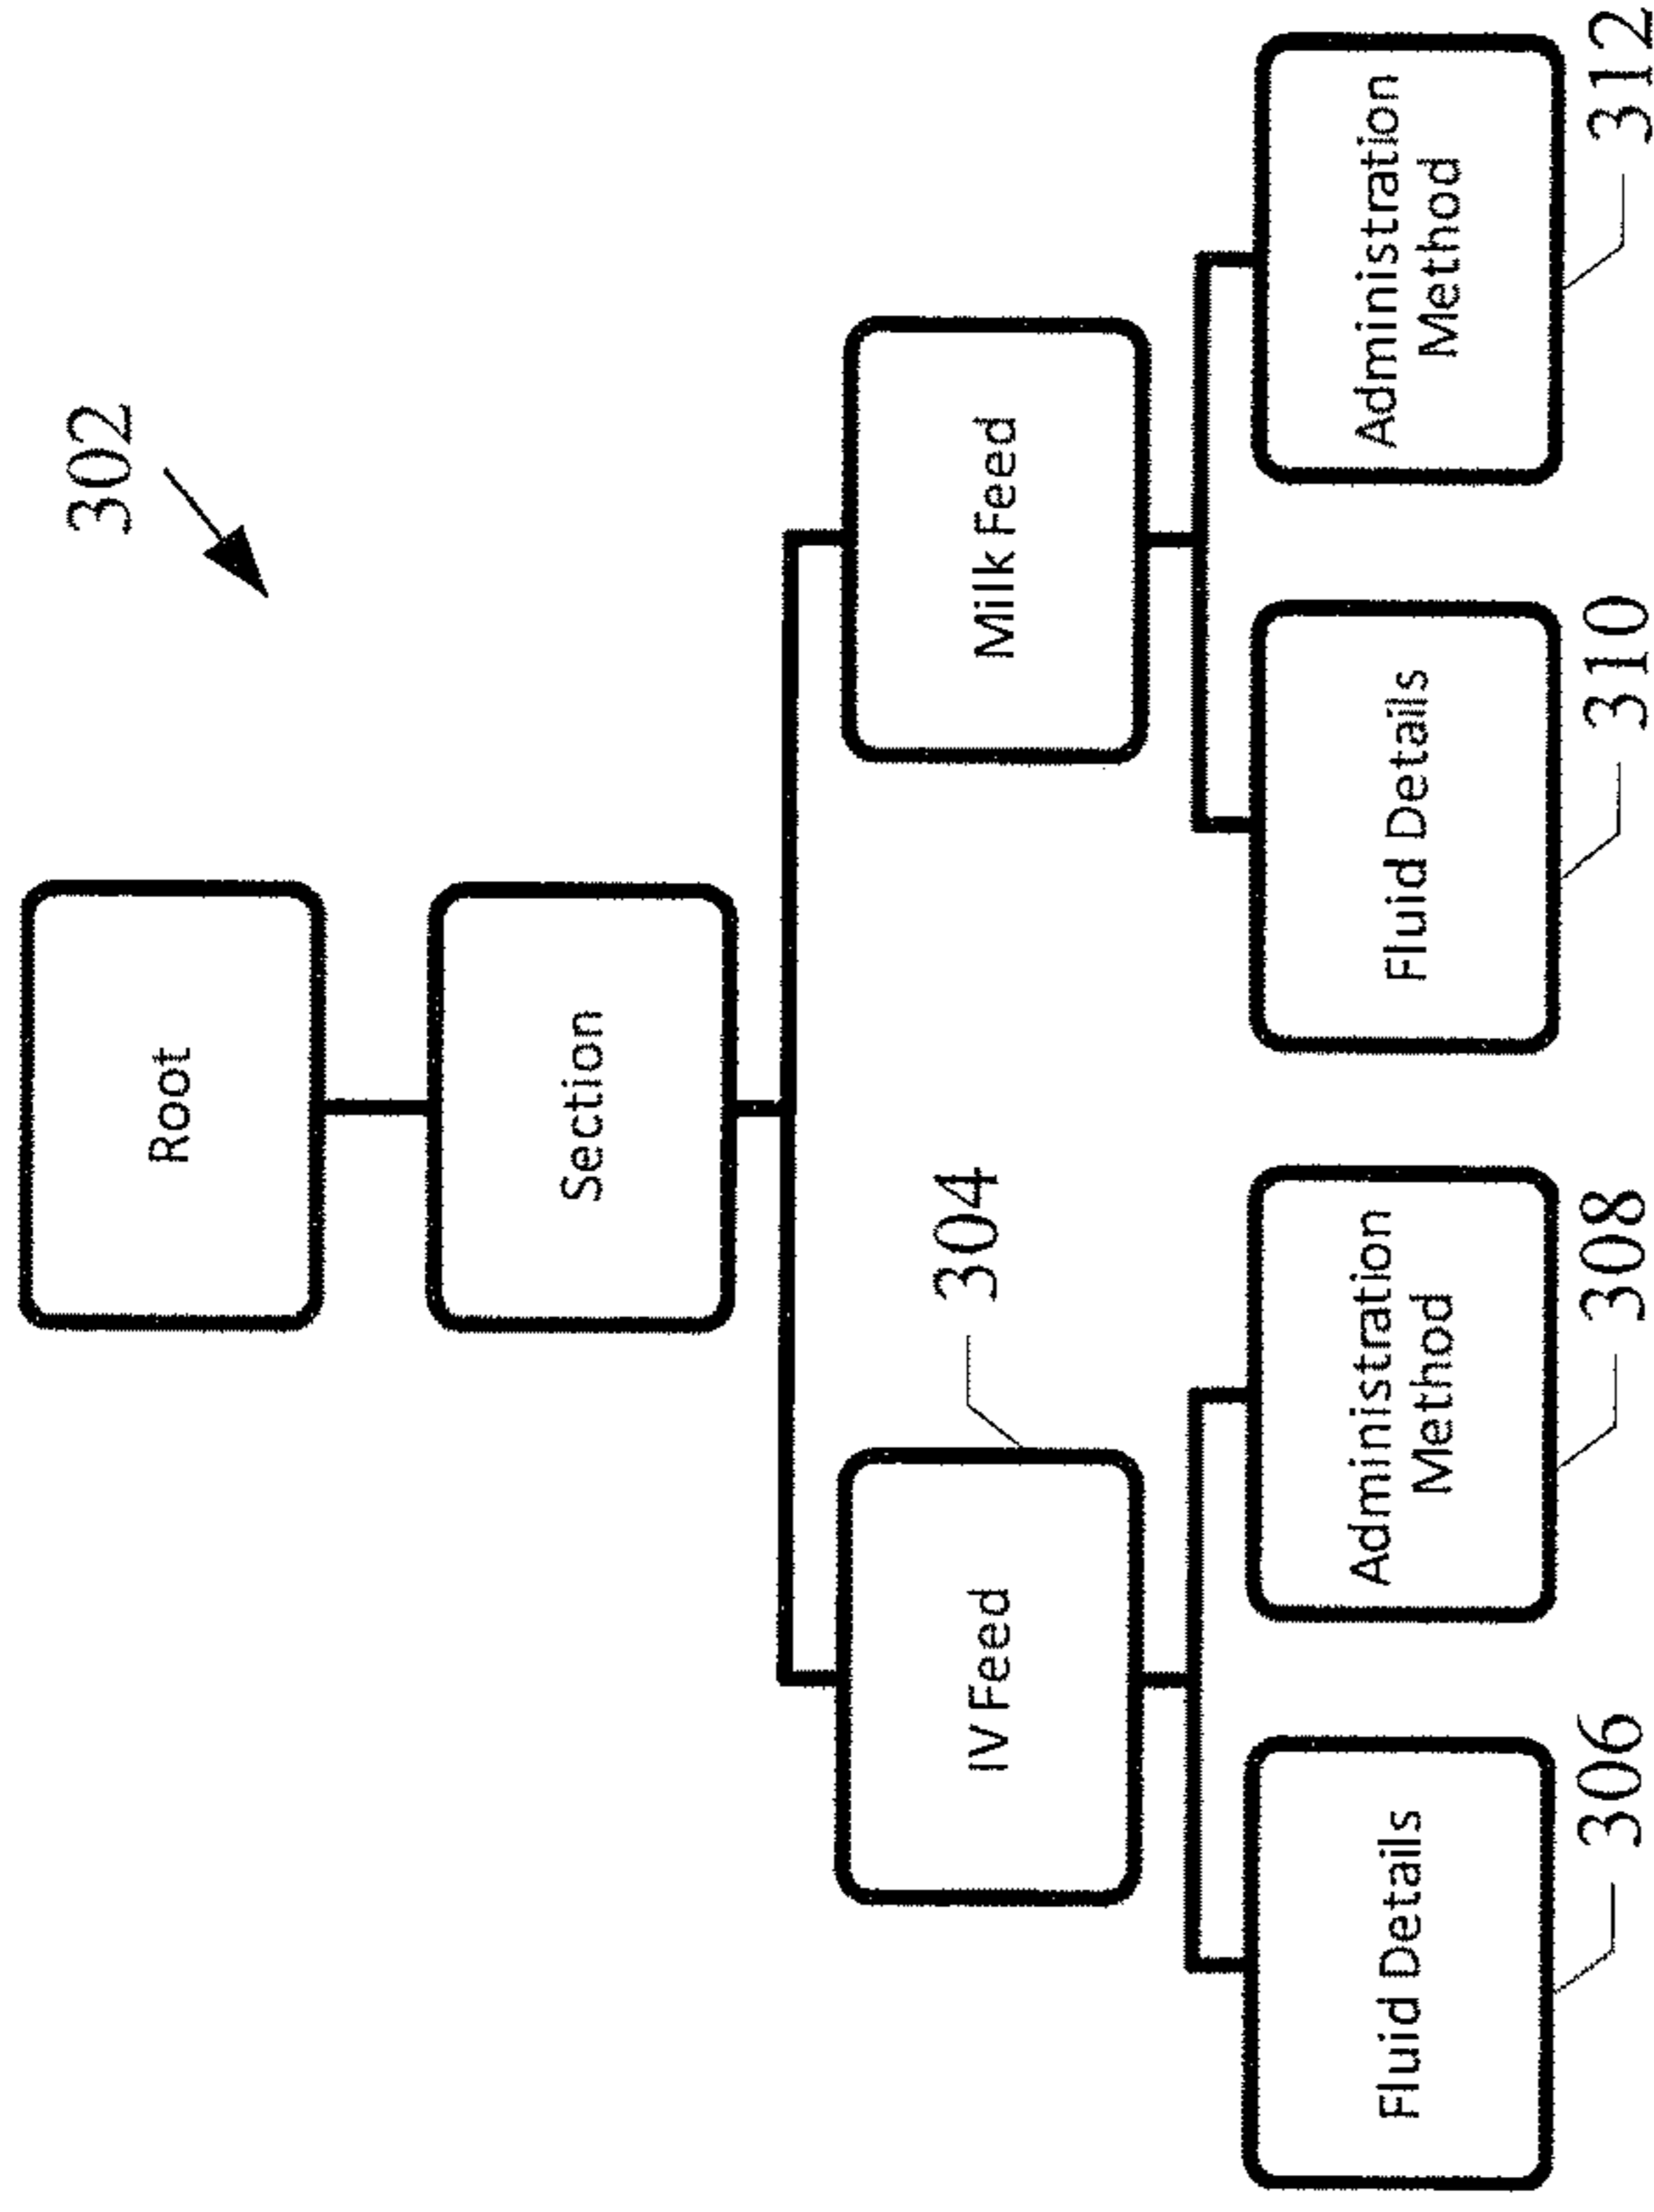 302
Root
Section
304
IV Feed
Milk Feed
Fluid Details
Administration
Method
Fluid Details
Administration
Method
306
308
310
312